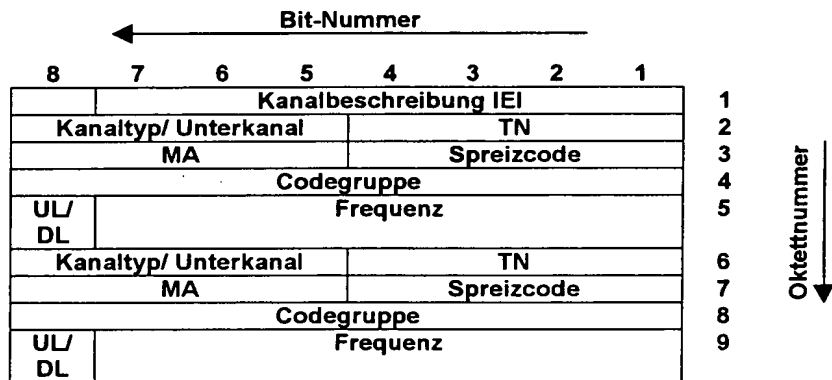 Bit-Nummer
8 7 6 5 4 3 2 1
Kanalbeschreibung IEI 1
Kanaltyp/ Unterkanal TN 2
MA Spreizcode 3
Codegruppe 4
UL/ Frequenz 5
DL
Kanaltyp/ Unterkanal TN 6
MA Spreizcode 7
Codegruppe 8
UL/ Frequenz 9
DL
Oktettnummer